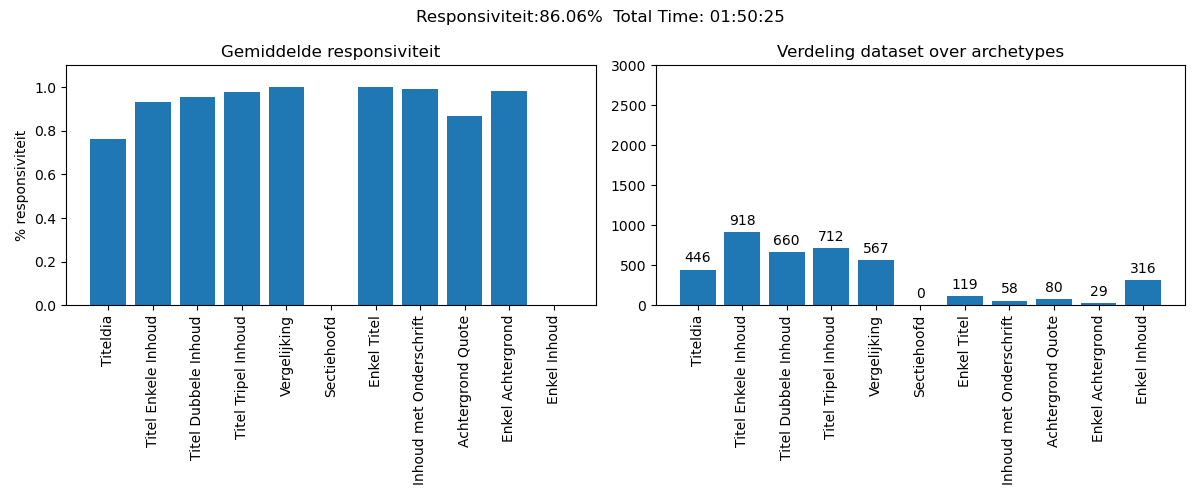 Responsiviteit:86.06%  Total Time: 01:50:25
Gemiddelde responsiviteit
% responsiviteit
1.0
0.8
0.6
0.4
0.2
0.0
Titeldia
Titel Enkele Inhoud
Titel Dubbele Inhoud
Titel Tripel Inhoud
Vergelijking
Sectiehoofd
Enkel Titel
Inhoud met Onderschrift
Achtergrond Quote
Enkel Achtergrond
Enkel Inhoud
Verdeling dataset over archetypes
3000
2500
2000
1500
1000
500
0
446
918
660
712
567
0
119
58
80
29
316
Titeldia
Titel Enkele Inhoud
Titel Dubbele Inhoud
Titel Tripel Inhoud
Vergelijking
Sectiehoofd
Enkel Titel
Inhoud met Onderschrift
Achtergrond Quote
Enkel Achtergrond
Enkel Inhoud